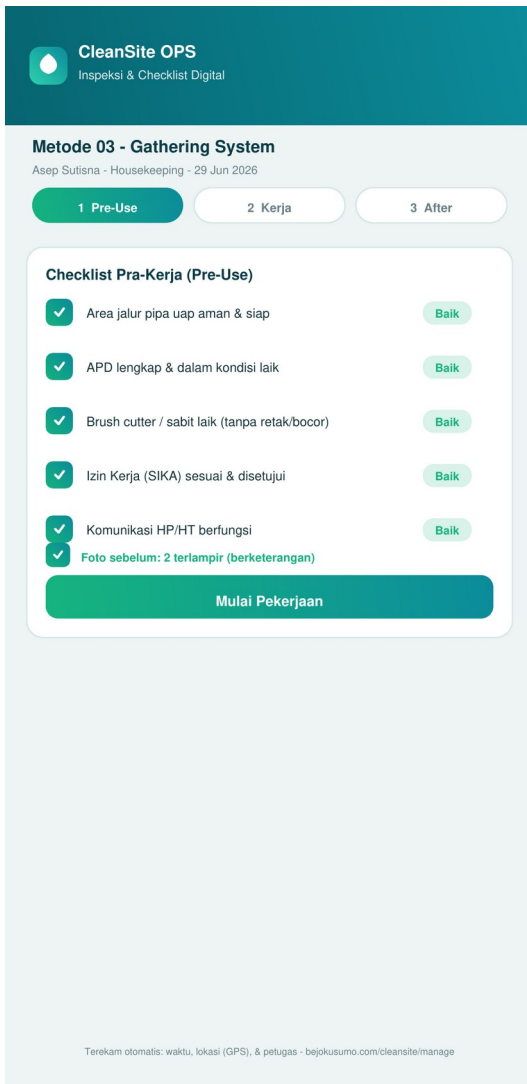 CleanSite OPS
Inspeksi & Checklist Digital
Metode 03 - Gathering System
Asep Sutisna - Housekeeping - 29 Jun 2026
1 Pre-Use 2 Kerja 3 After
Checklist Pra-Kerja (Pre-Use)
Area jalur pipa uap aman & siap Baik
APD lengkap & dalam kondisi laik Baik
Brush cutter / sabit laik (tanpa retak/bocor) Baik
Izin Kerja (SIKA) sesuai & disetujui Baik
Komunikasi HP/HT berfungsi Baik
Foto sebelum: 2 terlampir (berketerangan)
Mulai Pekerjaan
Terekam otomatis: waktu, lokasi (GPS), & petugas - bejokusumo.com/cleansite/manage